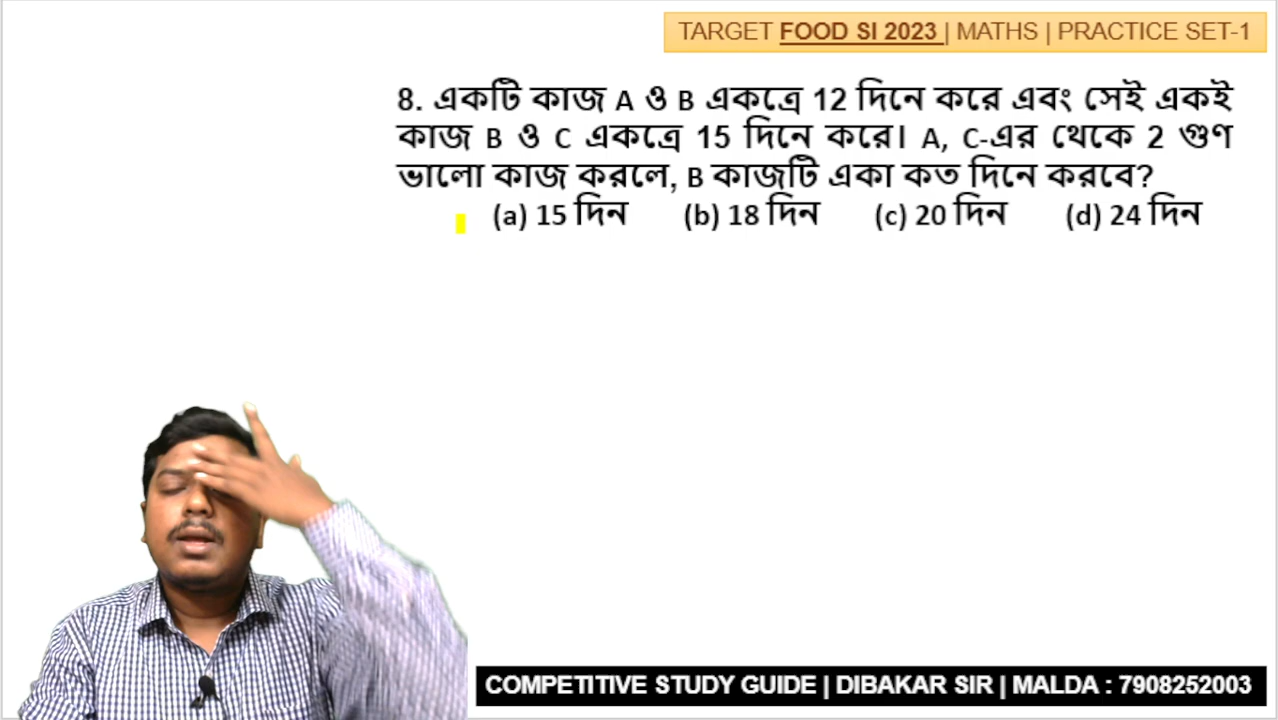 TARGET FOOD SI 2023 | MATHS | PRACTICE SET-1
8. একটি কাজ A ও B একত্রে 12 দিনে করে এবং সেই একই
কাজ B ও C একত্রে 15 দিনে করে। A, C-এর থেকে 2 গুণ
ভালো কাজ করলে, B কাজটি একা কত দিনে করবে?
(a) 15 দিন (b) 18 দিন (c) 20 দিন (d) 24 দিন
COMPETITIVE STUDY GUIDE | DIBAKAR SIR | MALDA : 7908252003